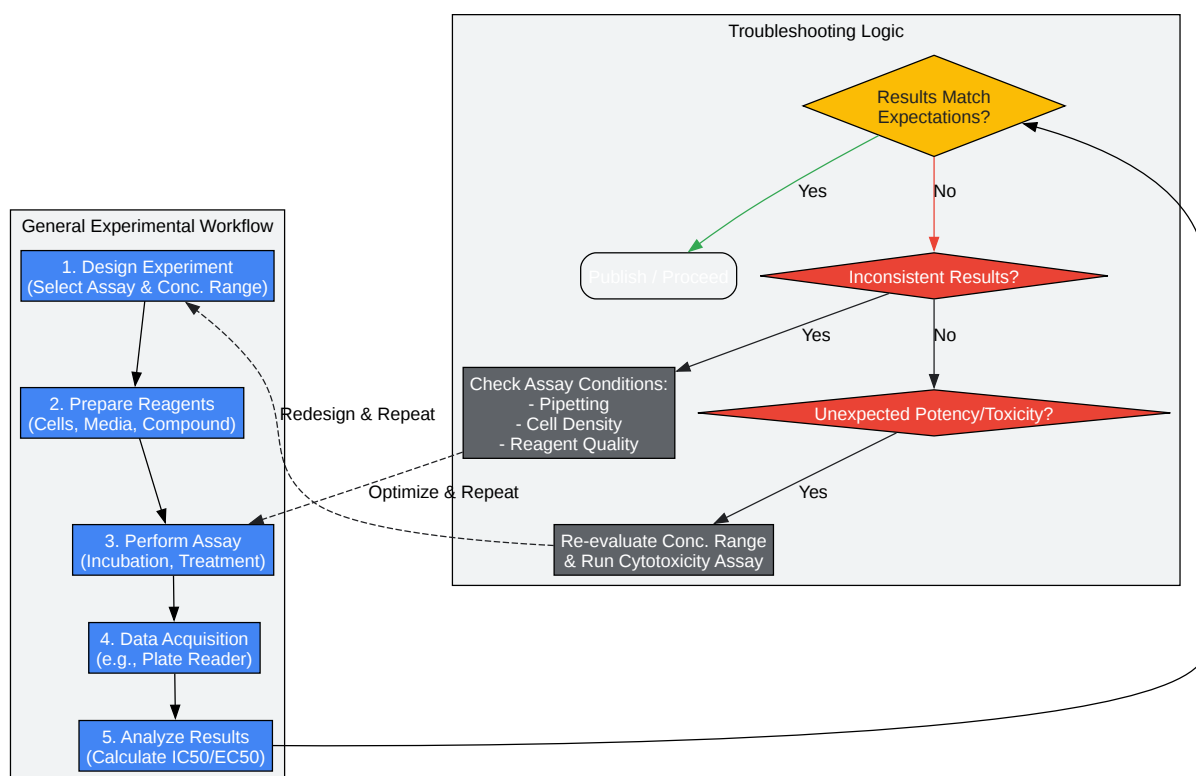 Troubleshooting Logic
Results Match
Expectations?
Yes
No
Publish / Proceed
Inconsistent Results?
Yes
No
Check Assay Conditions:
- Pipetting
- Cell Density
- Reagent Quality
Unexpected Potency/Toxicity?
Yes
Re-evaluate Conc. Range
& Run Cytotoxicity Assay
General Experimental Workflow
1. Design Experiment
(Select Assay & Conc. Range)
2. Prepare Reagents
(Cells, Media, Compound)
Redesign & Repeat
Optimize & Repeat
3. Perform Assay
(Incubation, Treatment)
4. Data Acquisition
(e.g., Plate Reader)
5. Analyze Results
(Calculate IC50/EC50)